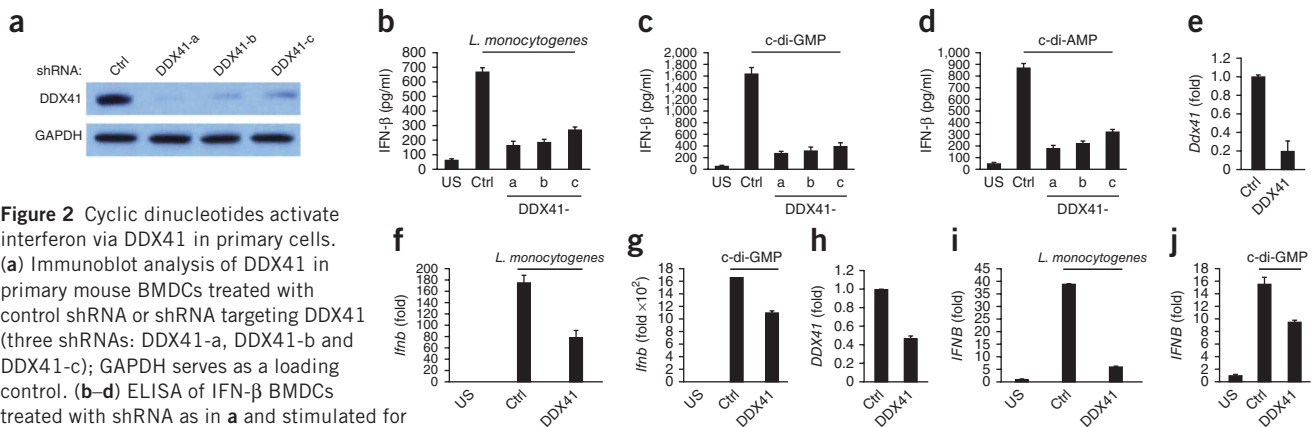 a
shRNA:
Ctrl
DDX41-a
DDX41-b
DDX41-c
DDX41
GAPDH
b
L. monocytogenes
IFN-β (pg/ml)
800
700
600
500
400
300
200
100
0
US
Ctrl
a
b
c
DDX41-
c
c-di-GMP
IFN-β (pg/ml)
2,000
1,800
1,600
1,400
1,200
1,000
800
600
400
200
0
US
Ctrl
a
b
c
DDX41-
d
c-di-AMP
IFN-β (pg/ml)
1,000
900
800
700
600
500
400
300
200
100
0
US
Ctrl
a
b
c
DDX41-
e
Ddx41 (fold)
1.2
1.0
0.8
0.6
0.4
0.2
0
Ctrl
DDX41
Figure 2 Cyclic dinucleotides activate
interferon via DDX41 in primary cells.
(a) Immunoblot analysis of DDX41 in
primary mouse BMDCs treated with
control shRNA or shRNA targeting DDX41
(three shRNAs: DDX41-a, DDX41-b and
DDX41-c); GAPDH serves as a loading
control. (b–d) ELISA of IFN-β BMDCs
treated with shRNA as in a and stimulated for
f
L. monocytogenes
Ifnb (fold)
200
180
160
140
120
100
80
60
40
20
0
US
Ctrl
DDX41
g
c-di-GMP
Ifnb (fold ×10²)
18
16
14
12
10
8
6
4
2
0
US
Ctrl
DDX41
h
DDX41 (fold)
1.2
1.0
0.8
0.6
0.4
0.2
0
Ctrl
DDX41
i
L. monocytogenes
IFNB (fold)
45
40
35
30
25
20
15
10
5
0
US
Ctrl
DDX41
j
c-di-GMP
IFNB (fold)
18
16
14
12
10
8
6
4
2
0
US
Ctrl
DDX41